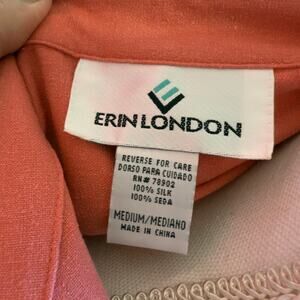 ERIN LONDON
REVERSE FOR CARE
DORSO PARA CUIDADO
RN# 78902
100% SILK
100% SEDA
MEDIUM/MEDIANO
MADE IN CHINA